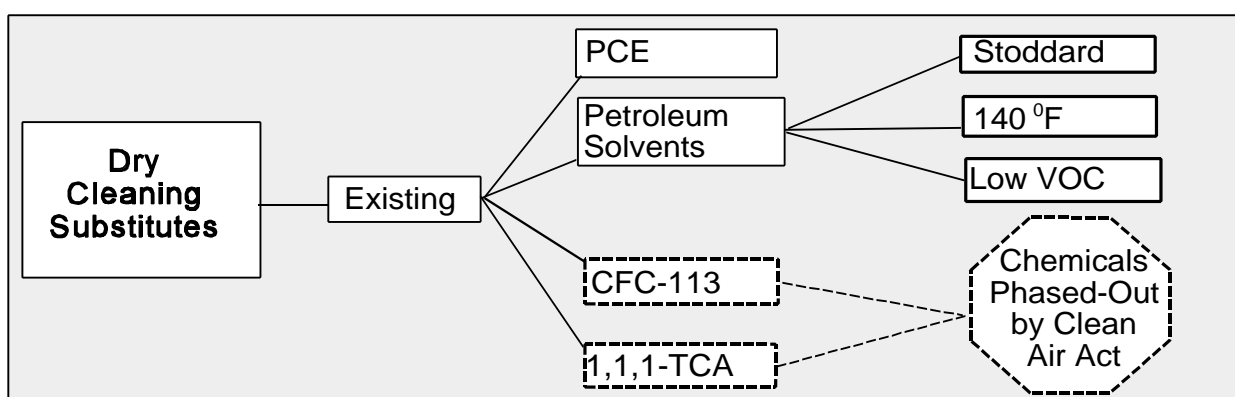 Dry
Cleaning
Substitutes
Existing
PCE
Petroleum
Solvents
CFC-113
1,1,1-TCA
Stoddard
140 ⁰F
Low VOC
Chemicals
Phased-Out
by Clean
Air Act